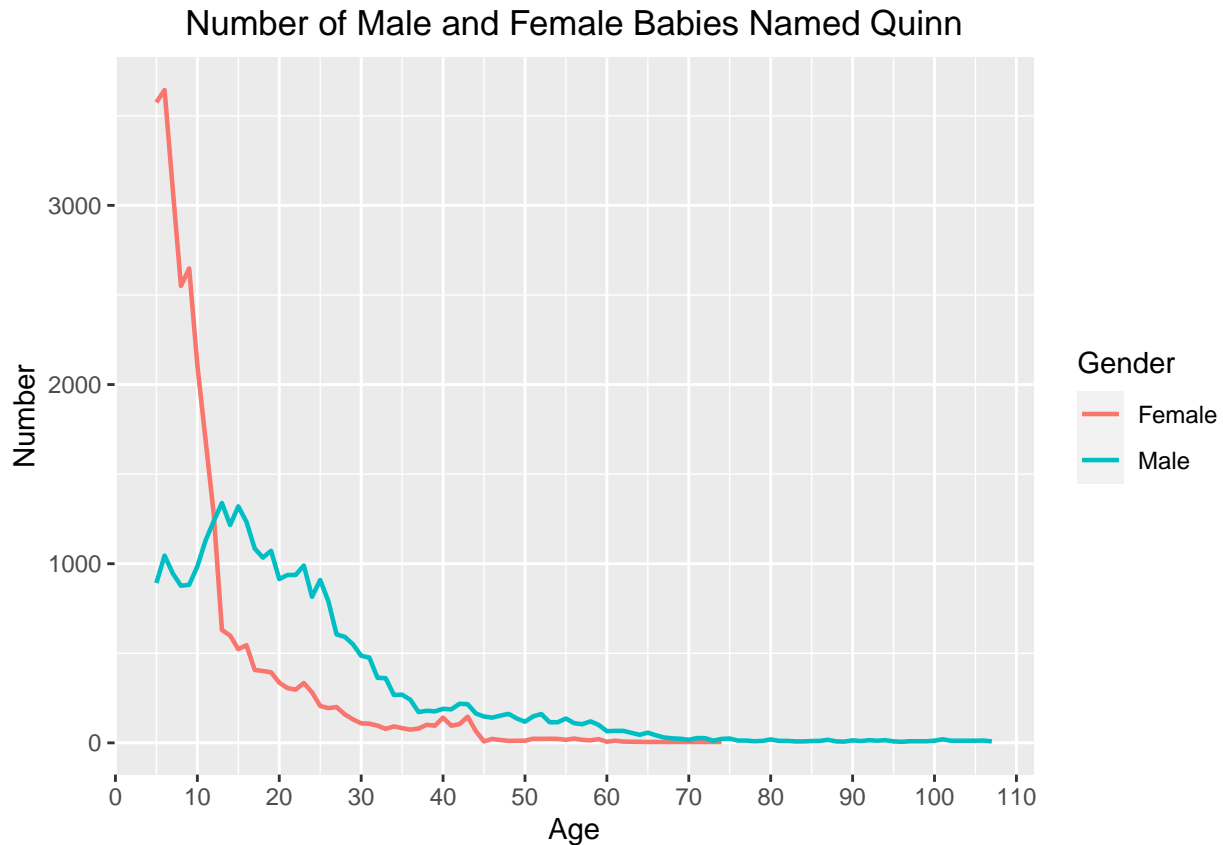 Number of Male and Female Babies Named Quinn
3000
2000
1000
0
Number
0 10 20 30 40 50 60 70 80 90 100 110
Age
Gender
Female
Male